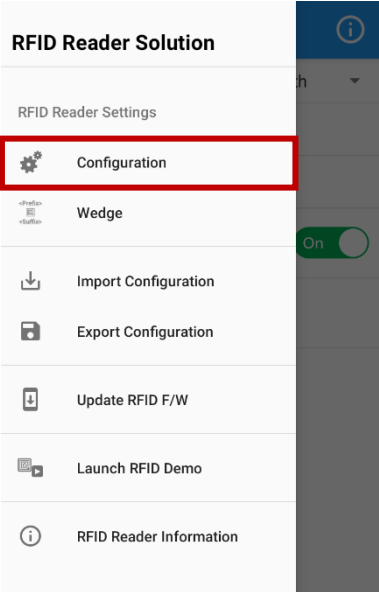 RFID Reader Solution
th
RFID Reader Settings
Configuration
<Prefix>
<Suffix>
Wedge
On
Import Configuration
Export Configuration
Update RFID F/W
Launch RFID Demo
RFID Reader Information